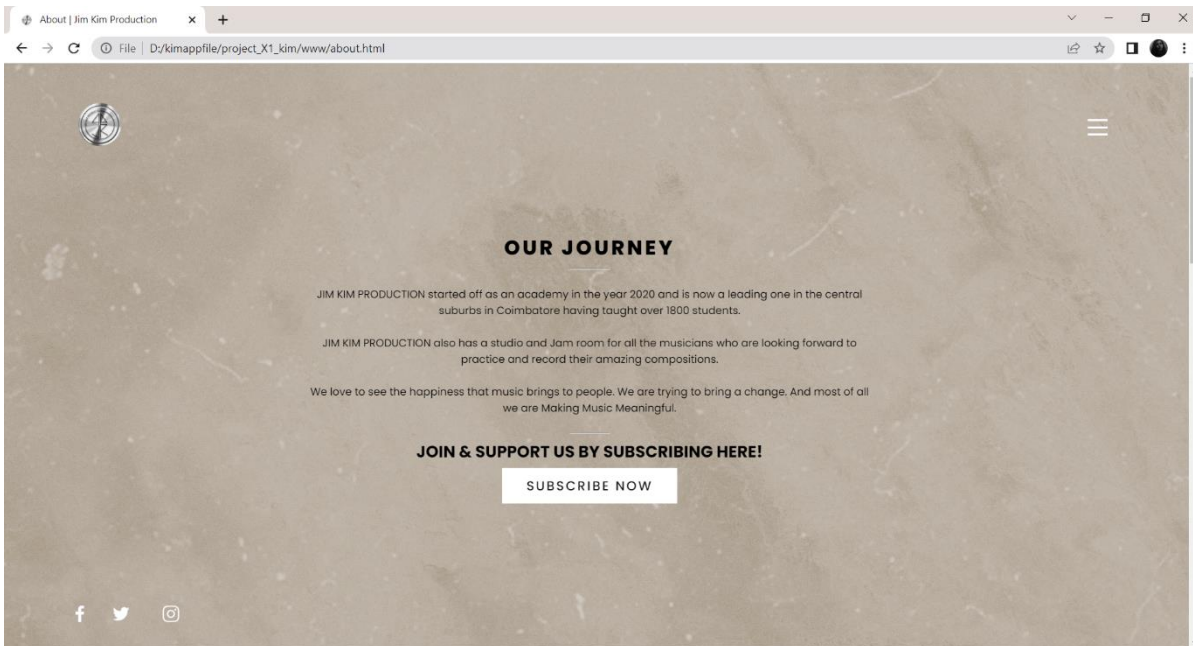 About | Jim Kim Production
File | D:/kimappfile/project_X1_kim/www/about.html
OUR JOURNEY
JIM KIM PRODUCTION started off as an academy in the year 2020 and is now a leading one in the central
suburbs in Coimbatore having taught over 1800 students.
JIM KIM PRODUCTION also has a studio and Jam room for all the musicians who are looking forward to
practice and record their amazing compositions.
We love to see the happiness that music brings to people. We are trying to bring a change. And most of all
we are Making Music Meaningful.
JOIN & SUPPORT US BY SUBSCRIBING HERE!
SUBSCRIBE NOW